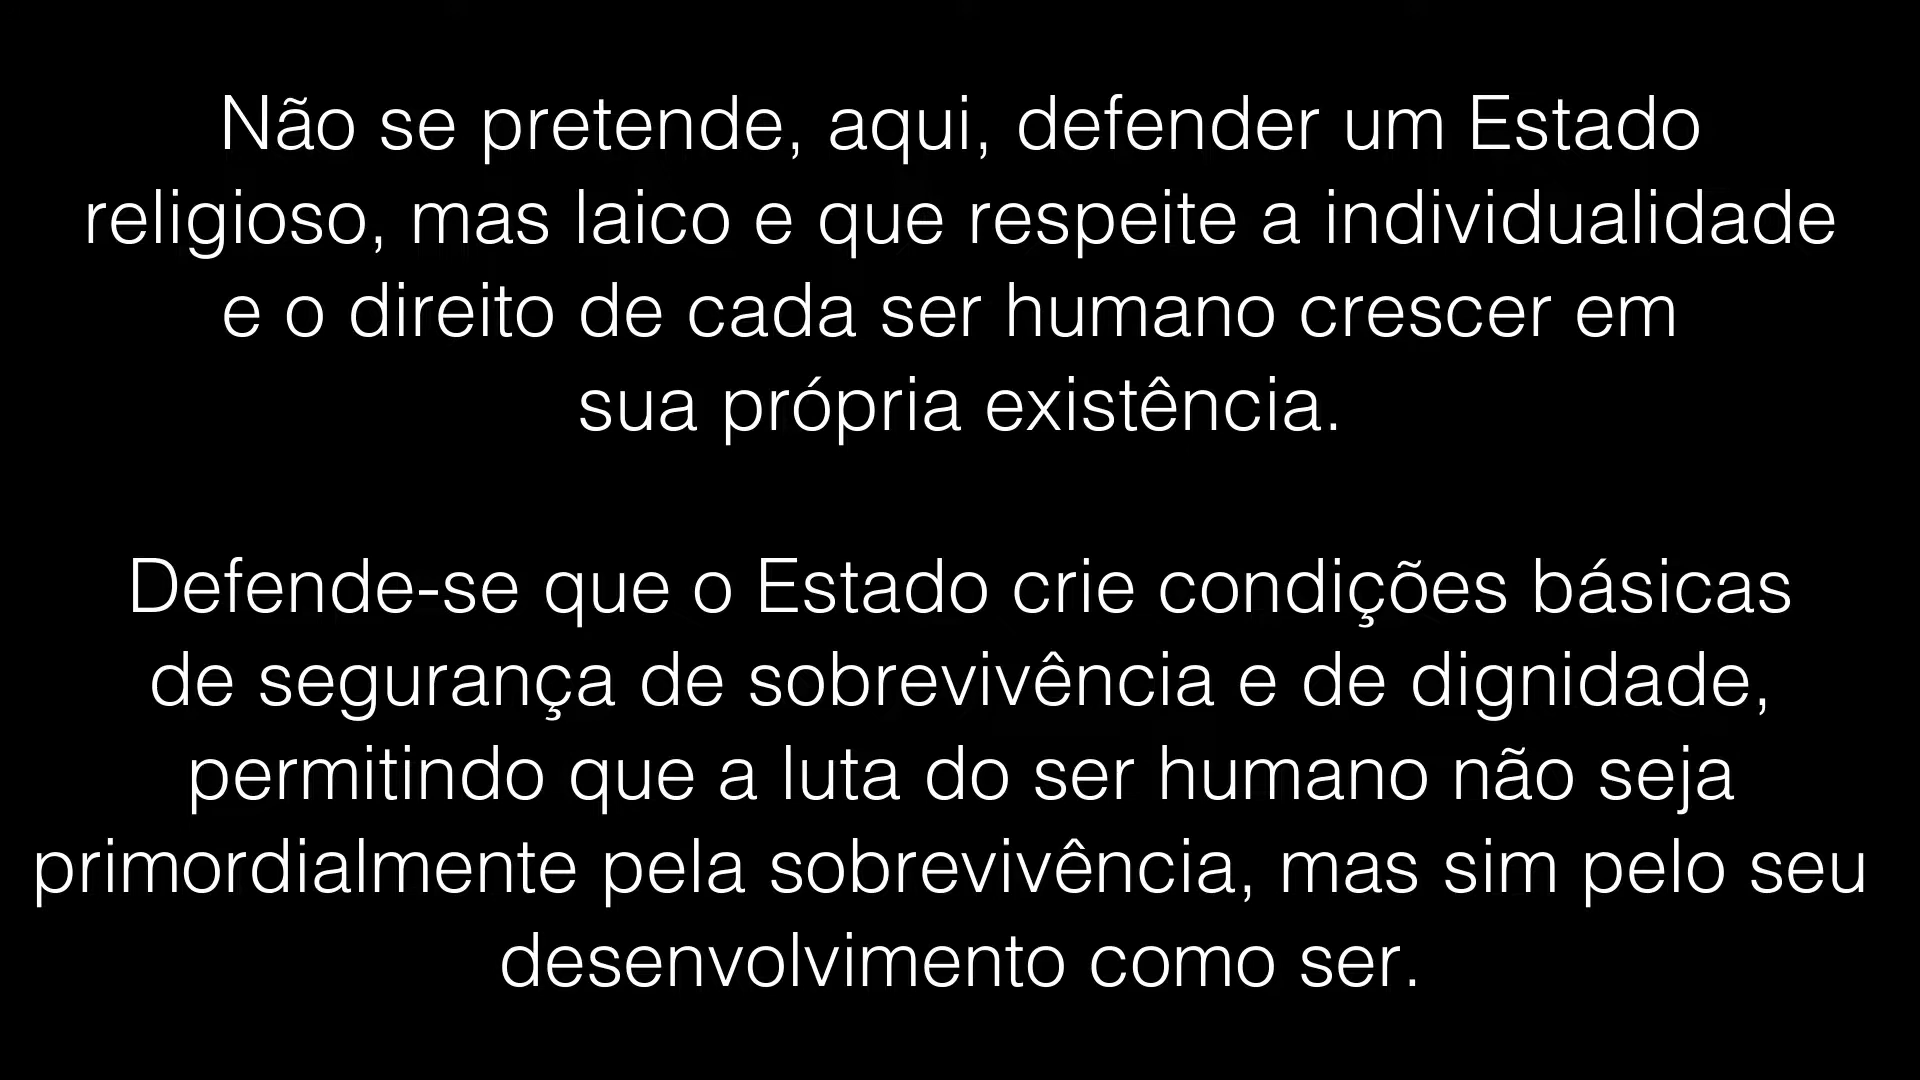 Não se pretende, aqui, defender um Estado
religioso, mas laico e que respeite a individualidade
e o direito de cada ser humano crescer em
sua própria existência.
Defende-se que o Estado crie condições básicas
de segurança de sobrevivência e de dignidade,
permitindo que a luta do ser humano não seja
primordialmente pela sobrevivência, mas sim pelo seu
desenvolvimento como ser.